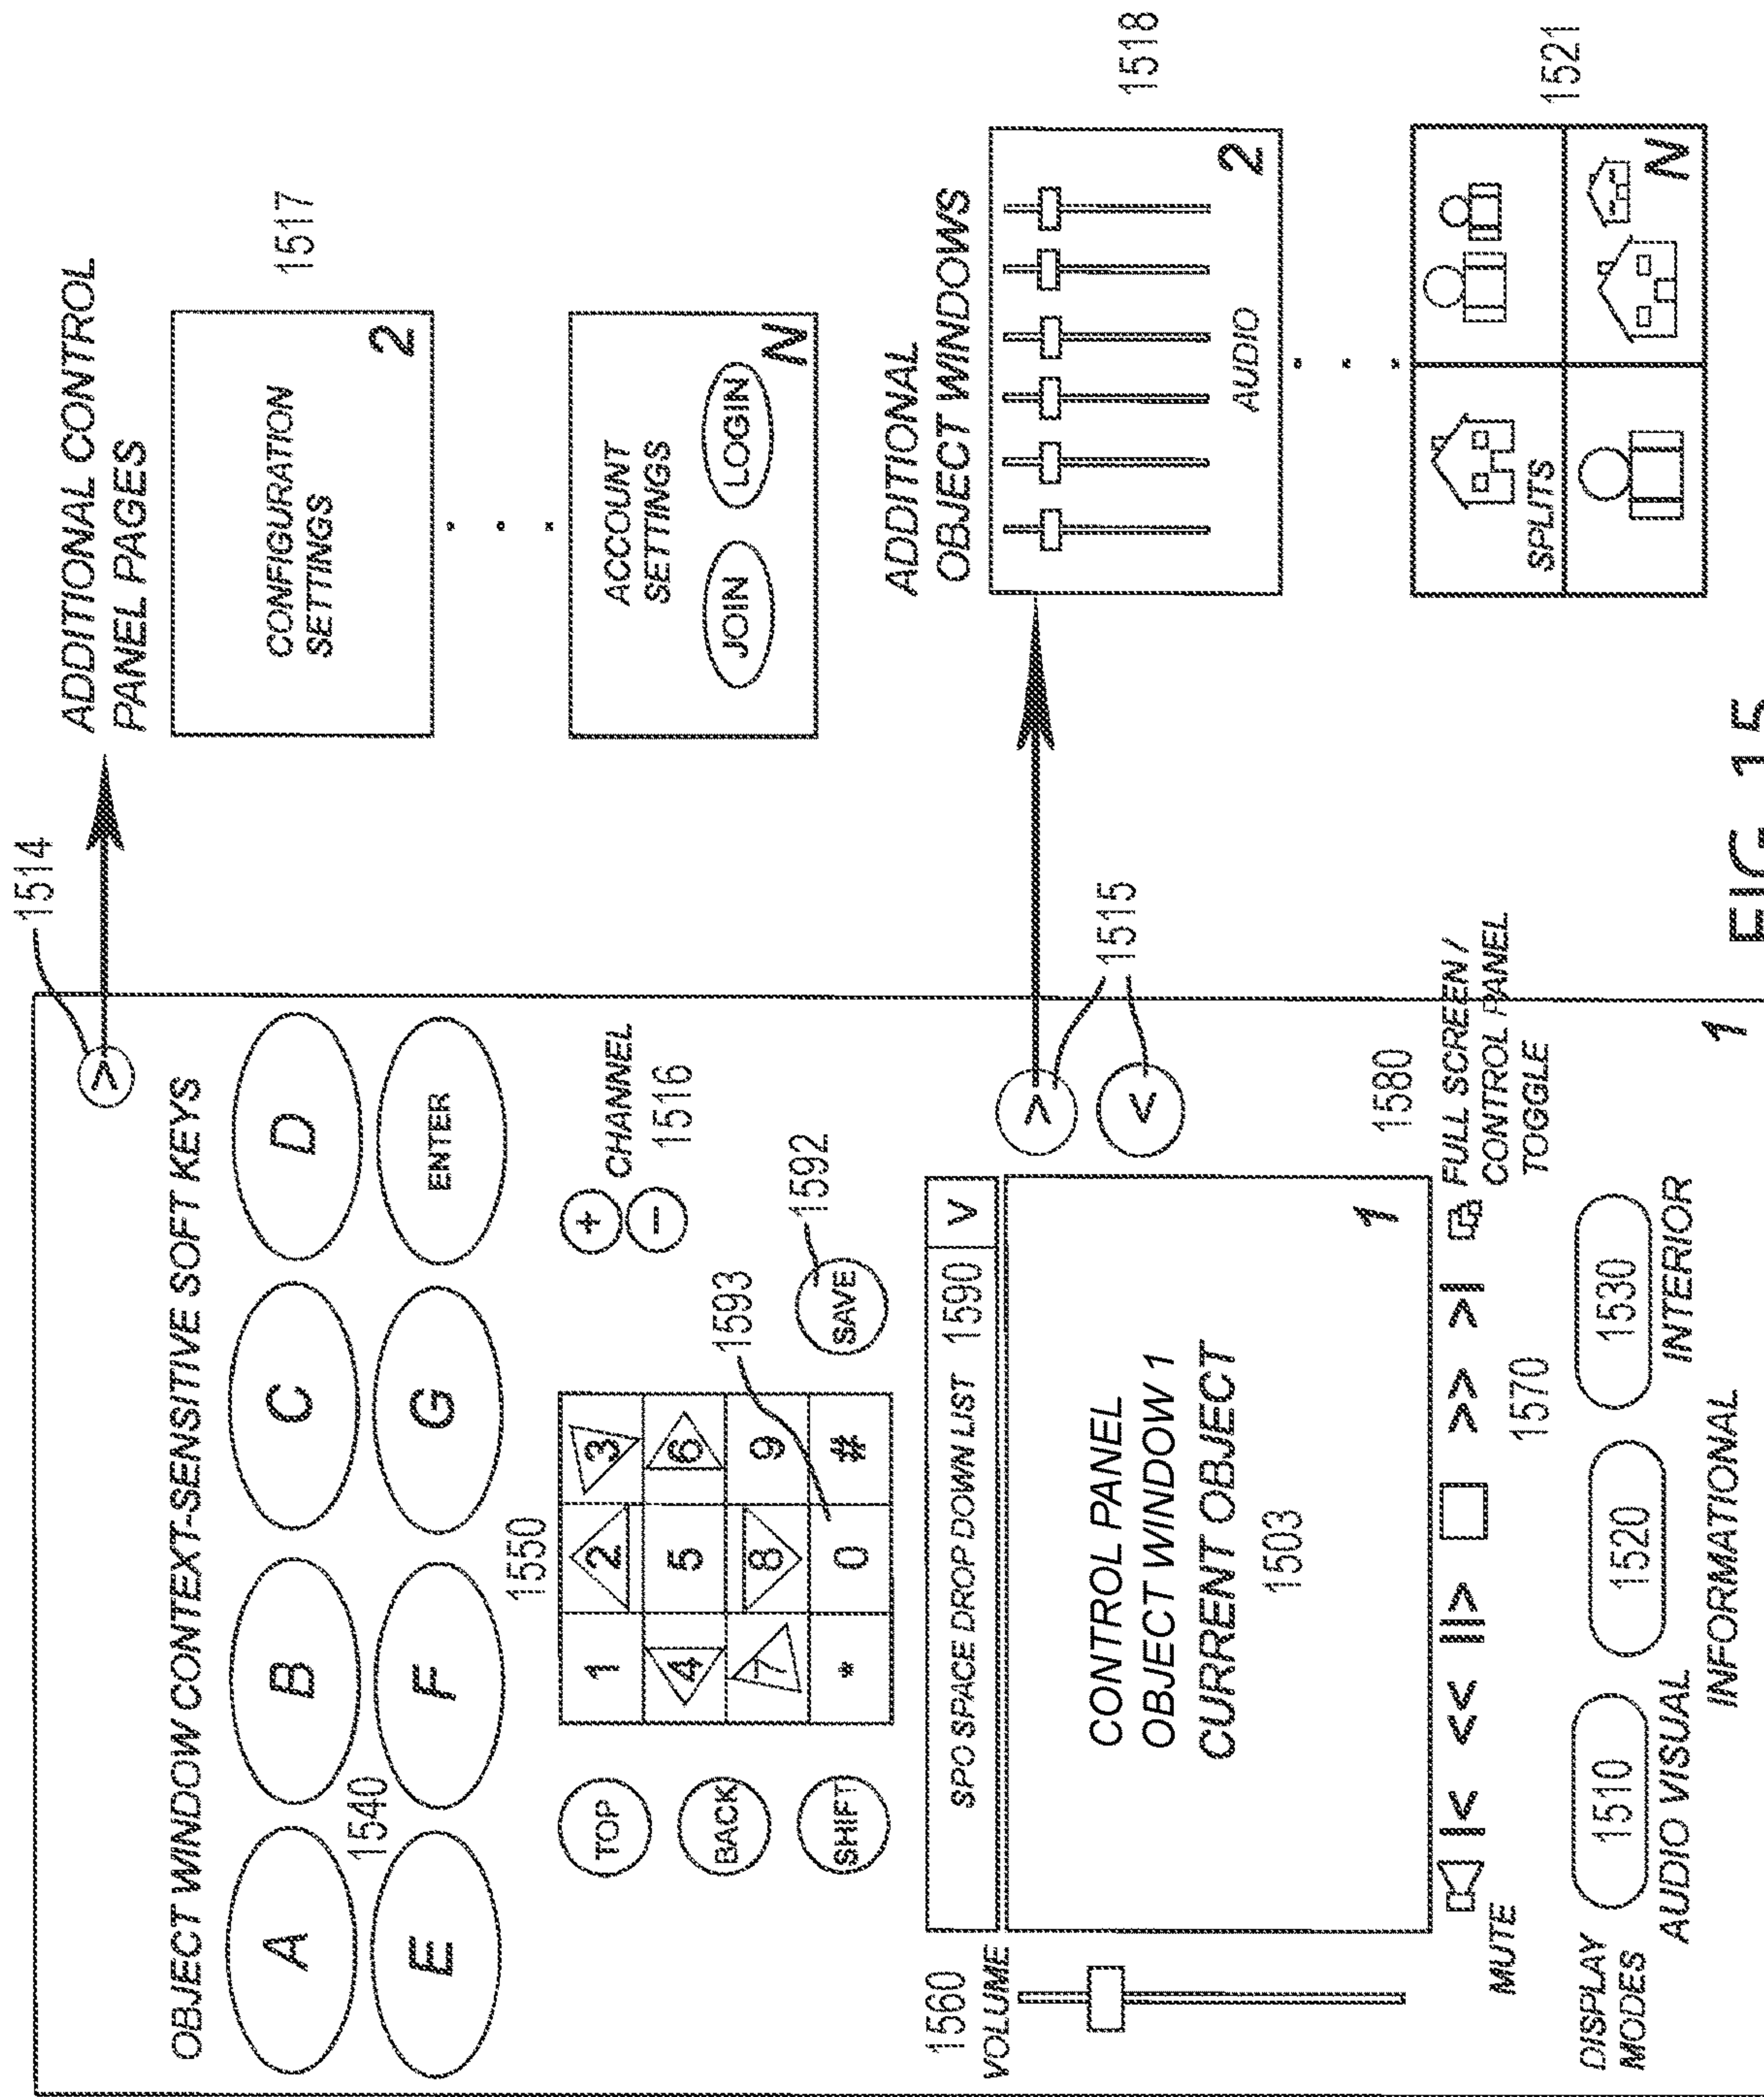 1514
>
ADDITIONAL CONTROL
PANEL PAGES
OBJECT WINDOW CONTEXT-SENSITIVE SOFT KEYS
A
B
C
D
1540
E
F
G
ENTER
1517
CONFIGURATION
SETTINGS
2
1550
TOP
BACK
SHIFT
1 2 3
4 5 6
7 8 9
* 0 #
+
-
CHANNEL
1516
1593
1592
SAVE
ACCOUNT
SETTINGS
JOIN
LOGIN
N
1560
VOLUME
SPO SPACE DROP DOWN LIST 1590
V
CONTROL PANEL
OBJECT WINDOW 1
CURRENT OBJECT
1503
1
>
<
1515
ADDITIONAL
OBJECT WINDOWS
AUDIO
2
1518
MUTE
|< << ||> >> >|
1570
1580
FULL SCREEN /
CONTROL PANEL
TOGGLE
SPLITS
N
1521
DISPLAY
MODES
1510
1520
1530
AUDIO VISUAL
INFORMATIONAL
INTERIOR
1
FIG. 15